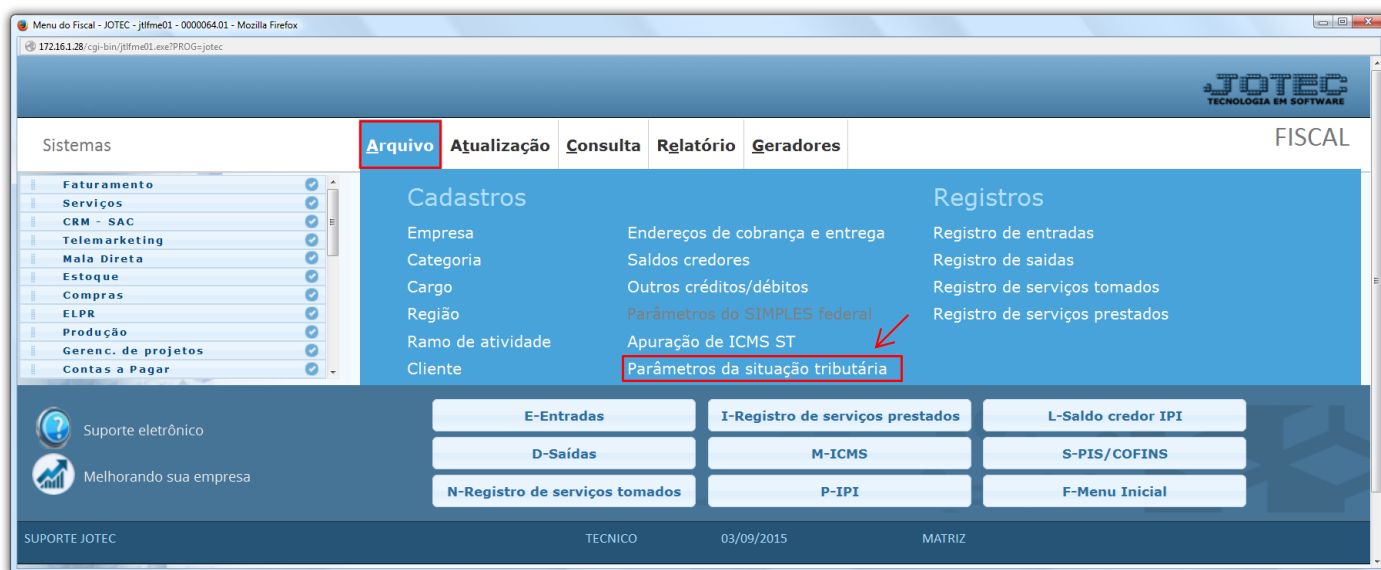 Menu do Fiscal - JOTEC - jtlfme01 - 0000064.01 - Mozilla Firefox
172.16.1.28/cgi-bin/jtlfme01.exe?PROG=jotec
JOTEC
TECNOLOGIA EM SOFTWARE
Sistemas
Arquivo Atualização Consulta Relatório Geradores
FISCAL
Faturamento
Serviços
CRM - SAC
Telemarketing
Mala Direta
Estoque
Compras
ELPR
Produção
Gerenc. de projetos
Contas a Pagar
Cadastros
Empresa
Categoria
Cargo
Região
Ramo de atividade
Cliente
Endereços de cobrança e entrega
Saldos credores
Outros créditos/débitos
Parâmetros do SIMPLES federal
Apuração de ICMS ST
Parâmetros da situação tributária
Registros
Registro de entradas
Registro de saidas
Registro de serviços tomados
Registro de serviços prestados
Suporte eletrônico
Melhorando sua empresa
E-Entradas I-Registro de serviços prestados L-Saldo credor IPI
D-Saídas M-ICMS S-PIS/COFINS
N-Registro de serviços tomados P-IPI F-Menu Inicial
SUPORTE JOTEC TECNICO 03/09/2015 MATRIZ